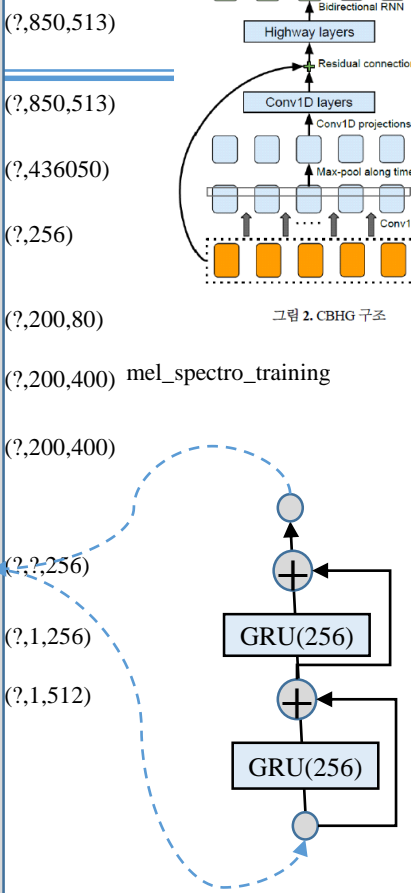 (?,850,513)
(?,850,513)
(?,436050)
(?,256)
(?,200,80)
(?,200,400) mel_spectro_training
(?,200,400)
(?,?,256)
(?,1,256)
(?,1,512)
Bidirectional RNN
Highway layers
Residual connection
Conv1D layers
Conv1D projections
Max-pool along time
Conv1
그림 2. CBHG 구조
GRU(256)
GRU(256)